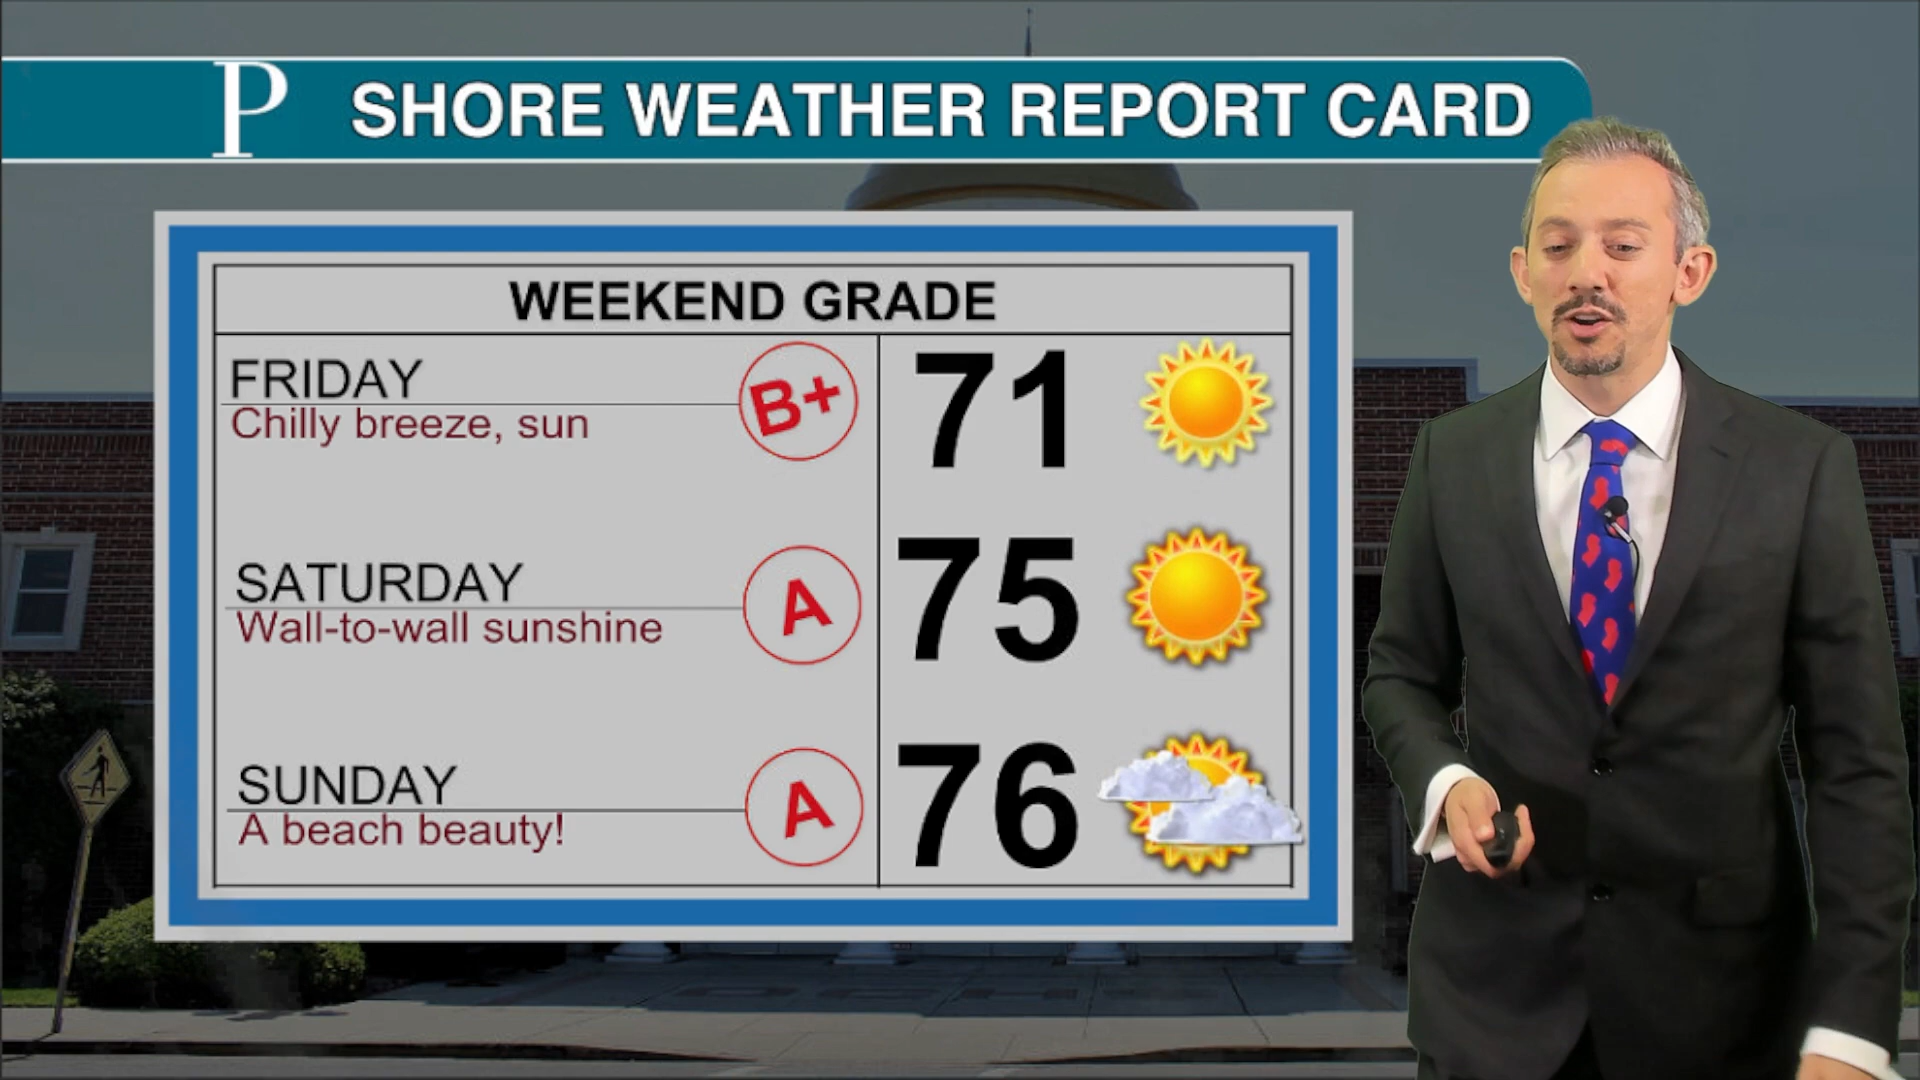 P SHORE WEATHER REPORT CARD
WEEKEND GRADE
FRIDAY B+ 71
Chilly breeze, sun
SATURDAY A 75
Wall-to-wall sunshine
SUNDAY A 76
A beach beauty!